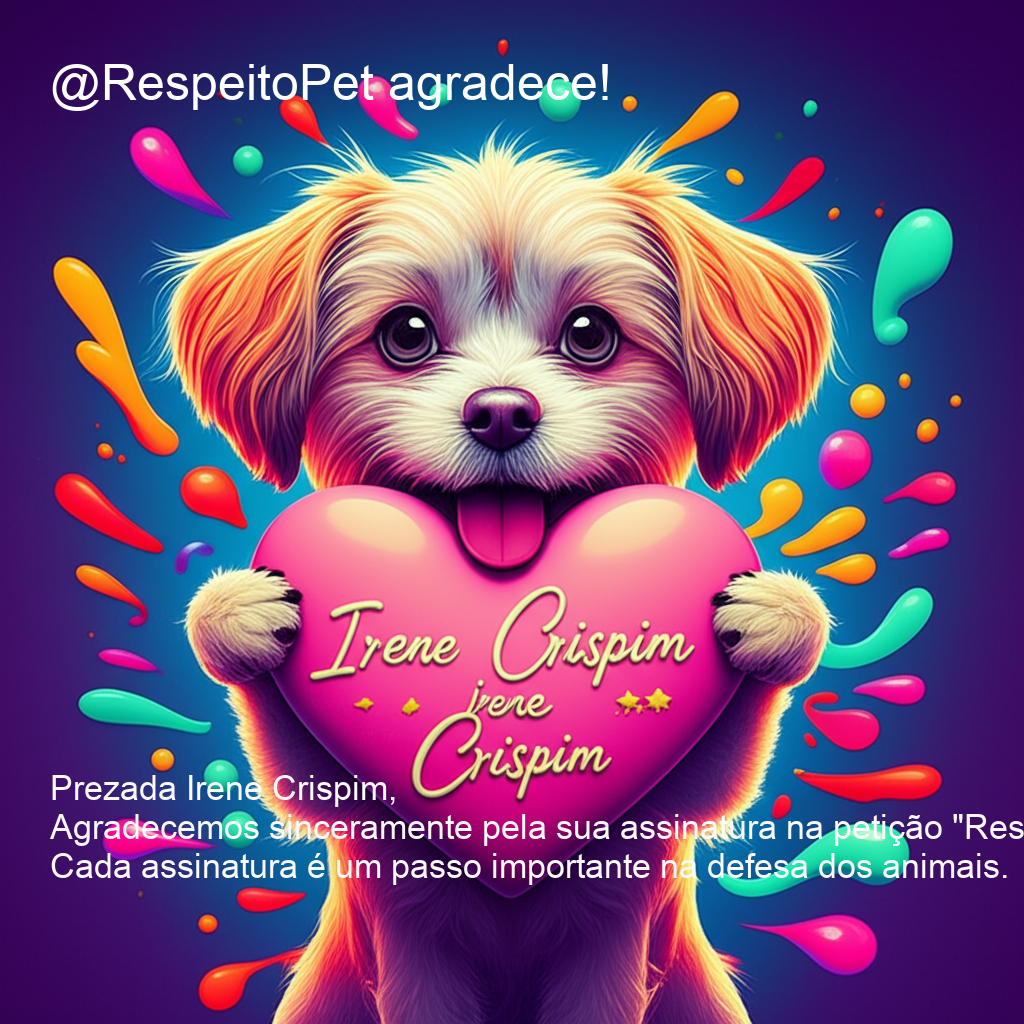 @RespeitoPet agradece!
Irene Crispim
irene
Crispim
Prezada Irene Crispim,
Agradecemos sinceramente pela sua assinatura na petição "Res
Cada assinatura é um passo importante na defesa dos animais.